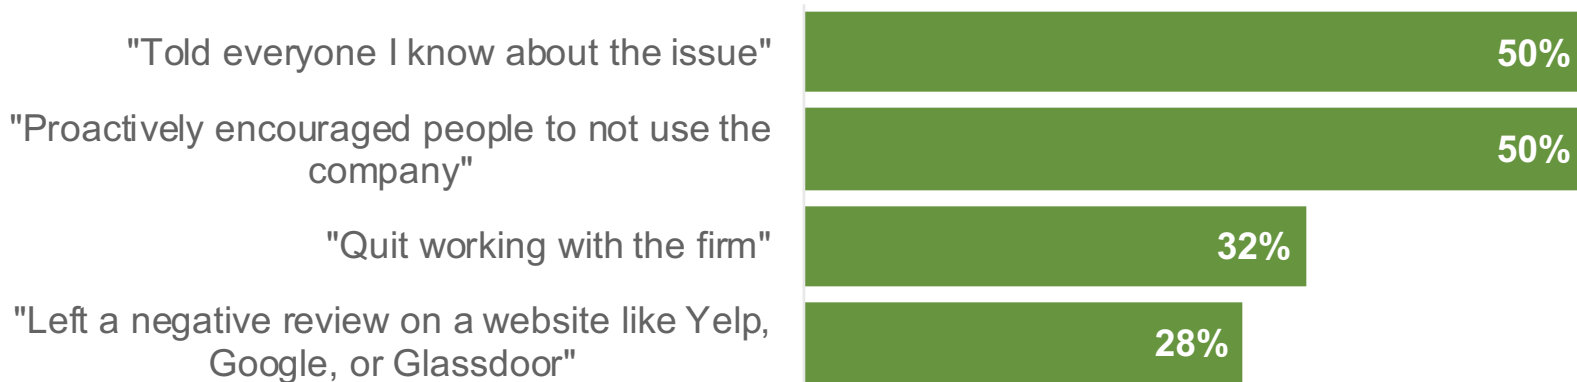 "Told everyone I know about the issue"
50%
"Proactively encouraged people to not use the
company"
50%
"Quit working with the firm"
32%
"Left a negative review on a website like Yelp,
Google, or Glassdoor"
28%